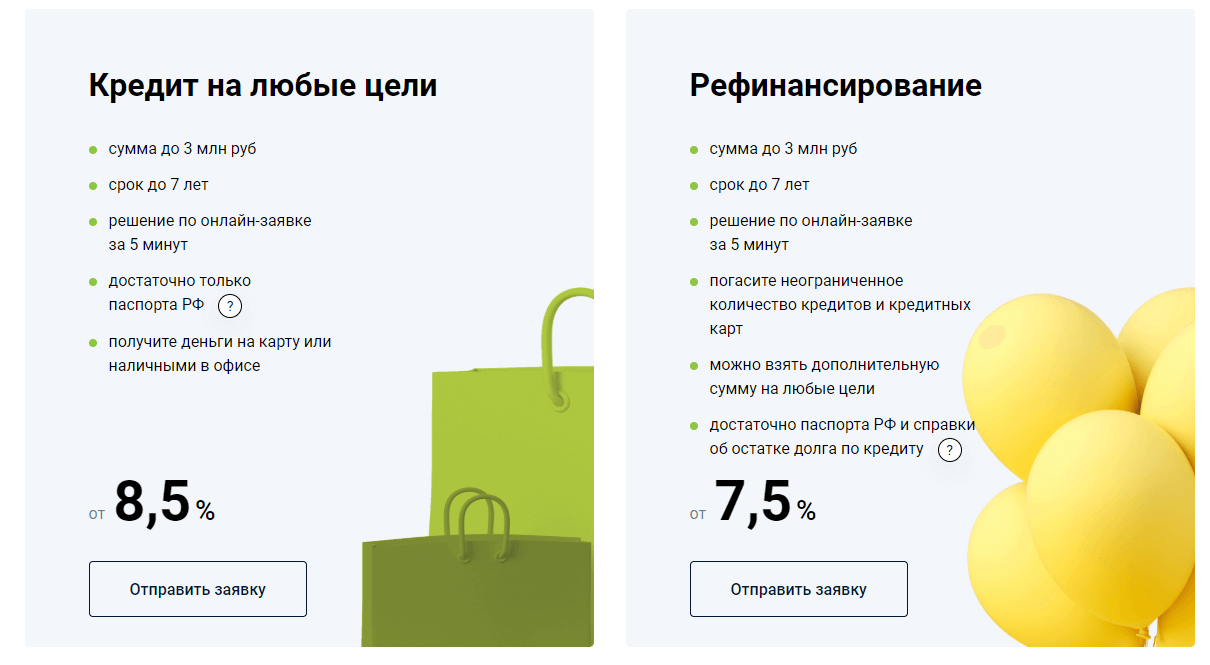 Кредит на любые цели
сумма до 3 млн руб
срок до 7 лет
решение по онлайн-заявке
за 5 минут
достаточно только
паспорта РФ ?
получите деньги на карту или
наличными в офисе
от 8,5 %
Отправить заявку
Рефинансирование
сумма до 3 млн руб
срок до 7 лет
решение по онлайн-заявке
за 5 минут
погасите неограниченное
количество кредитов и кредитных
карт
можно взять дополнительную
сумму на любые цели
достаточно паспорта РФ и справки
об остатке долга по кредиту ?
от 7,5 %
Отправить заявку